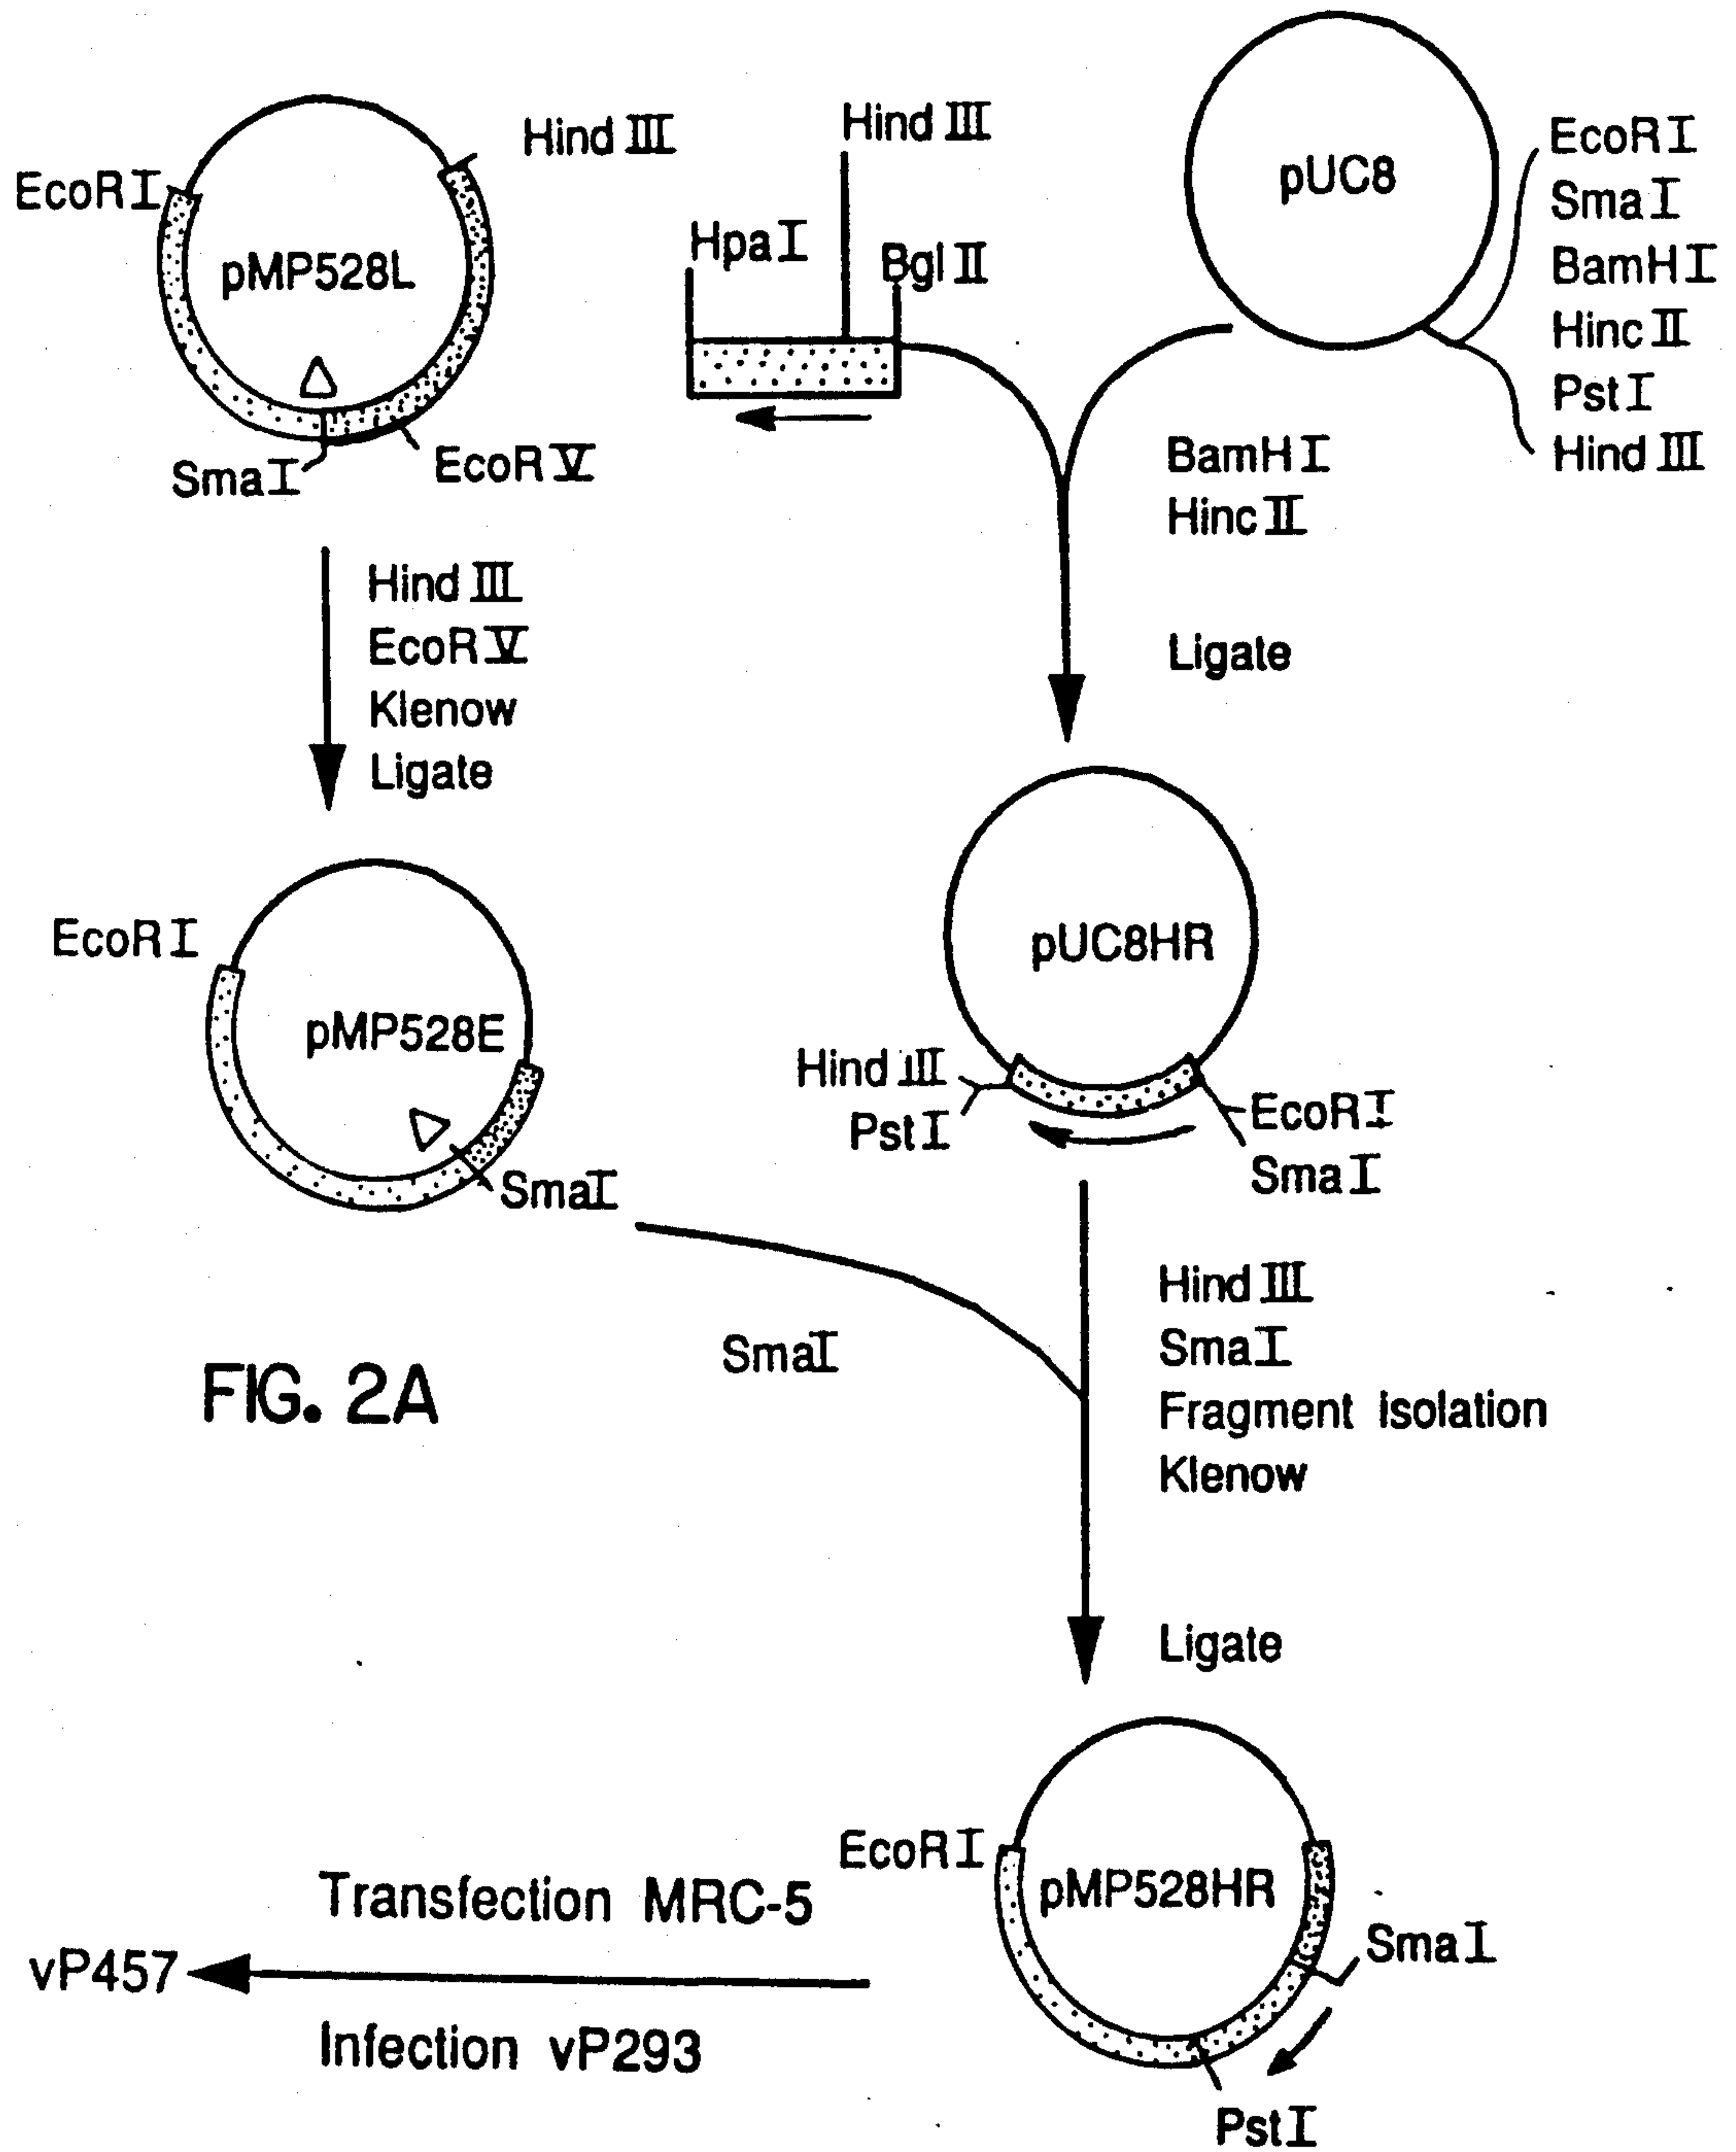 Hind III
EcoR I
pMP528L
Sma I
EcoR V
Hind III
Hpa I
Bgl II
pUC8
EcoR I
Sma I
BamH I
Hinc II
Pst I
Hind III
Hind III
EcoR V
Klenow
Ligate
BamH I
Hinc II
Ligate
EcoR I
pMP528E
Sma I
pUC8HR
Hind III
Pst I
EcoR I
Sma I
Sma I
Hind III
Sma I
Fragment Isolation
Klenow
Ligate
FIG. 2A
EcoR I
pMP528HR
Sma I
Pst I
Transfection MRC-5
vP457
Infection vP293